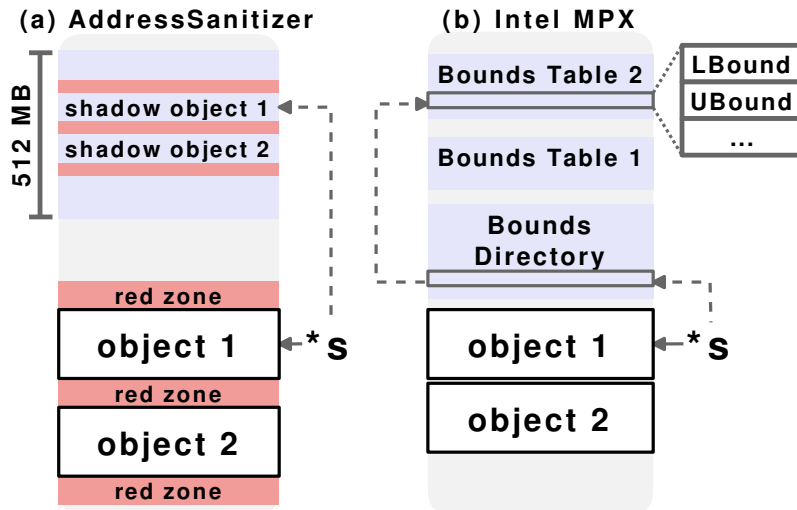 (a) AddressSanitizer
512 MB
shadow object 1
shadow object 2
red zone
object 1
*s
red zone
object 2
red zone
(b) Intel MPX
Bounds Table 2
LBound
UBound
...
Bounds Table 1
Bounds
Directory
object 1
*s
object 2